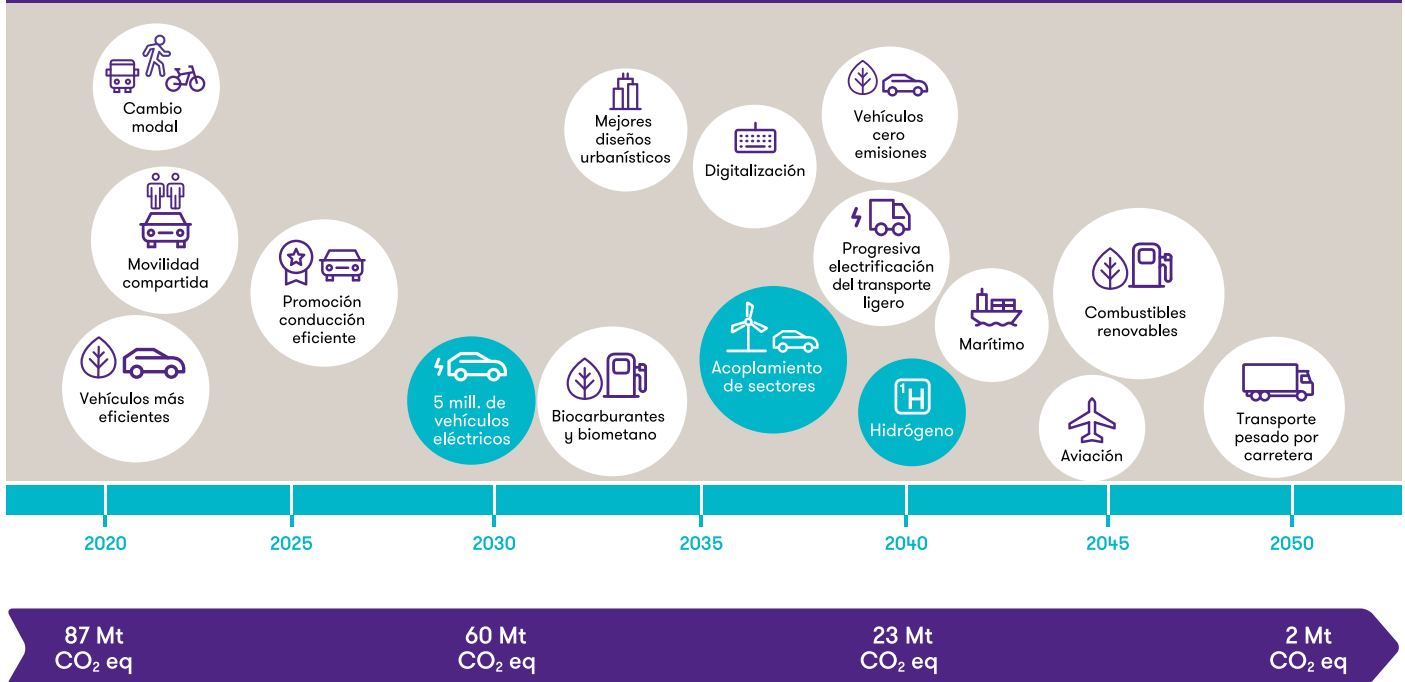 Cambio
modal
Movilidad
compartida
Vehículos más
eficientes
Promoción
conducción
eficiente
5 mill. de
vehículos
eléctricos
Mejores
diseños
urbanísticos
Biocarburantes
y biometano
Digitalización
Acoplamiento
de sectores
Vehículos
cero
emisiones
Progresiva
electrificación
del transporte
ligero
1H
Hidrógeno
Marítimo
Combustibles
renovables
Aviación
Transporte
pesado por
carretera
2020 2025 2030 2035 2040 2045 2050
87 Mt
CO₂ eq
60 Mt
CO₂ eq
23 Mt
CO₂ eq
2 Mt
CO₂ eq